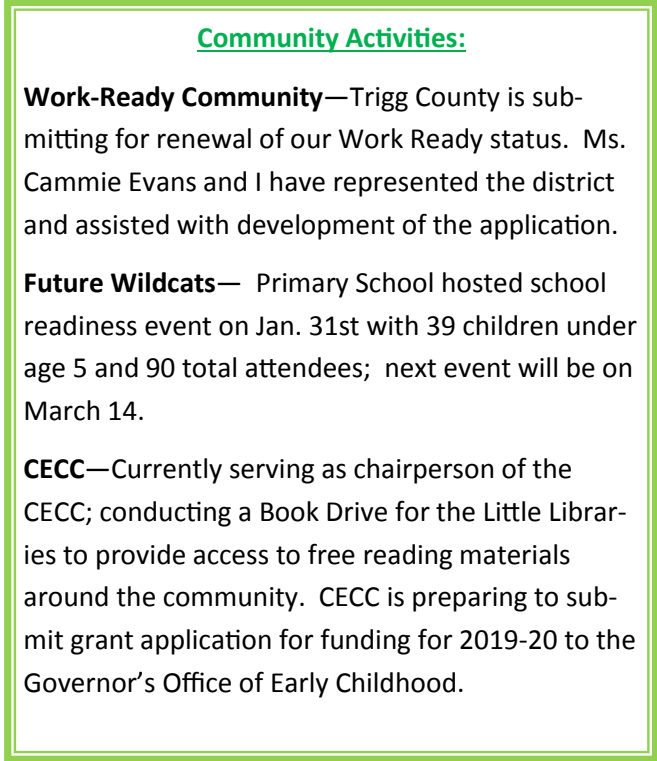 Community Activities:
Work-Ready Community—Trigg County is sub-
mitting for renewal of our Work Ready status.  Ms.
Cammie Evans and I have represented the district
and assisted with development of the application.
Future Wildcats—  Primary School hosted school
readiness event on Jan. 31st with 39 children under
age 5 and 90 total attendees;  next event will be on
March 14.
CECC—Currently serving as chairperson of the
CECC; conducting a Book Drive for the Little Librar-
ies to provide access to free reading materials
around the community.  CECC is preparing to sub-
mit grant application for funding for 2019-20 to the
Governor’s Office of Early Childhood.